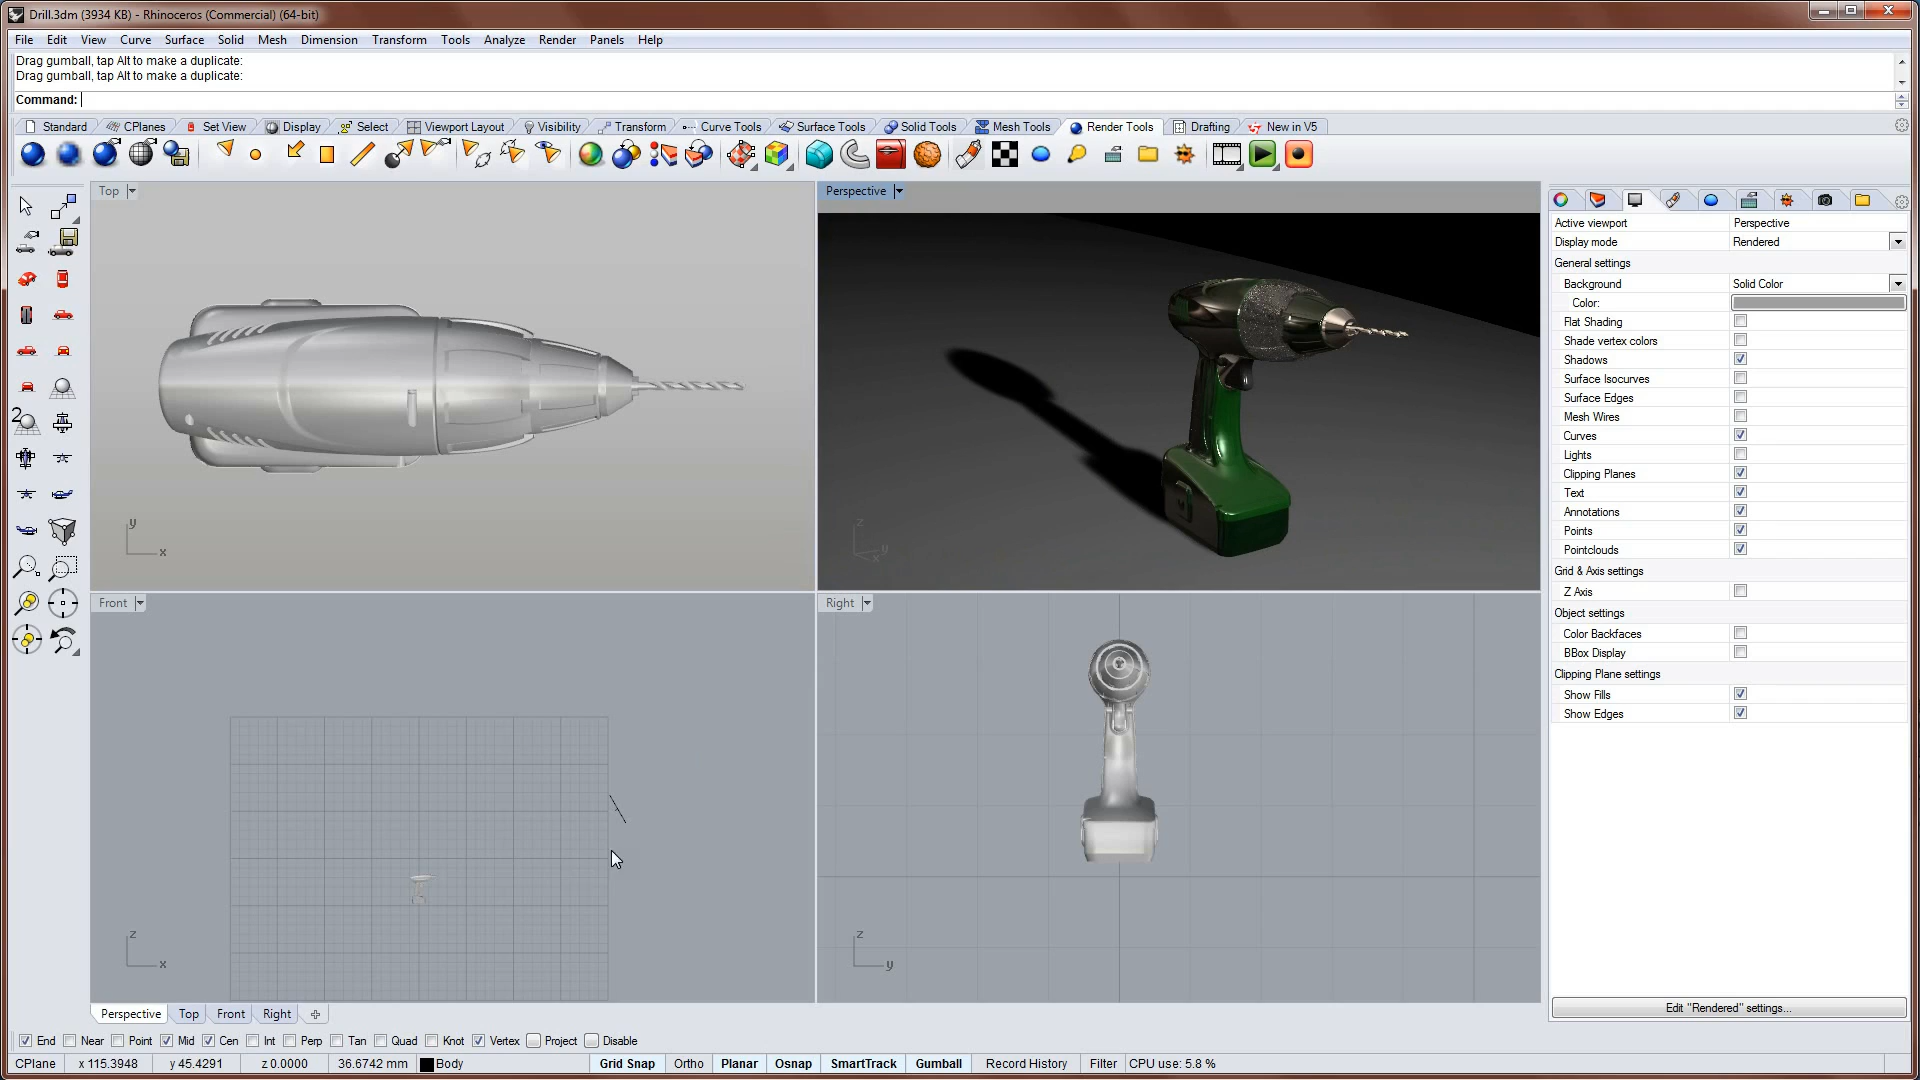 Drill.3dm (3934 KB) - Rhinoceros (Commercial) (64-bit)
File Edit View Curve Surface Solid Mesh Dimension Transform Tools Analyze Render Panels Help
Drag gumball, tap Alt to make a duplicate:
Drag gumball, tap Alt to make a duplicate:
Command:
Standard CPlanes Set View Display Select Viewport Layout Visibility Transform Curve Tools Surface Tools Solid Tools Mesh Tools Render Tools Drafting New in V5
Top
y
x
Perspective
z
y
x
Front
z
x
Right
z
y
2
Active viewport Perspective
Display mode Rendered
General settings
Background Solid Color
Color:
Flat Shading
Shade vertex colors
Shadows
Surface Isocurves
Surface Edges
Mesh Wires
Curves
Lights
Clipping Planes
Text
Annotations
Points
Pointclouds
Grid & Axis settings
Z Axis
Object settings
Color Backfaces
BBox Display
Clipping Plane settings
Show Fills
Show Edges
Edit "Rendered" settings...
Perspective Top Front Right
End Near Point Mid Cen Int Perp Tan Quad Knot Vertex Project Disable
CPlane x 115.3948 y 45.4291 z 0.0000 36.6742 mm Body Grid Snap Ortho Planar Osnap SmartTrack Gumball Record History Filter CPU use: 5.8 %